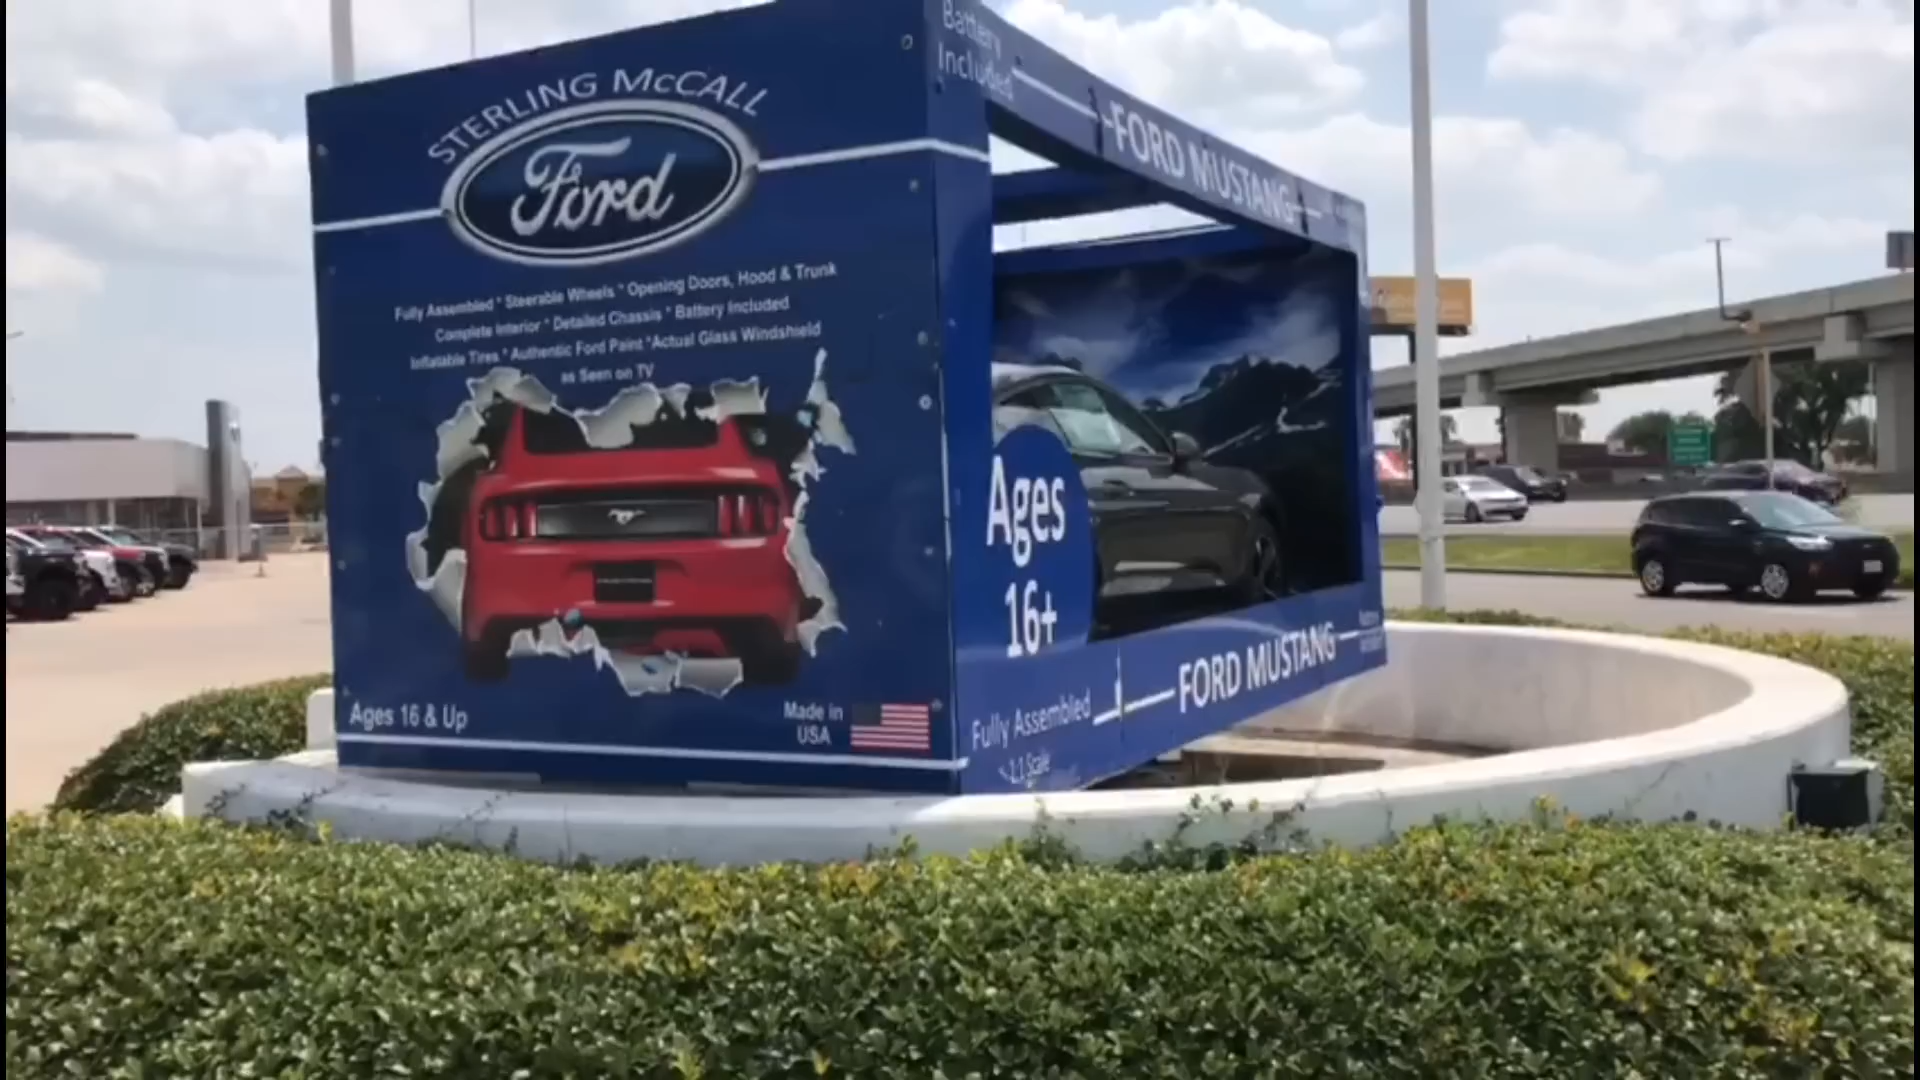 STERLING McCALL
Ford
Fully Assembled * Steerable Wheels * Opening Doors, Hood & Trunk
Complete Interior * Detailed Chassis * Battery Included
Inflatable Tires * Authentic Ford Paint *Actual Glass Windshield
as Seen on TV
Ages 16 & Up
Made in
USA
Battery
Included
FORD MUSTANG
Ages
16+
FORD MUSTANG
Fully Assembled
1:1 Scale